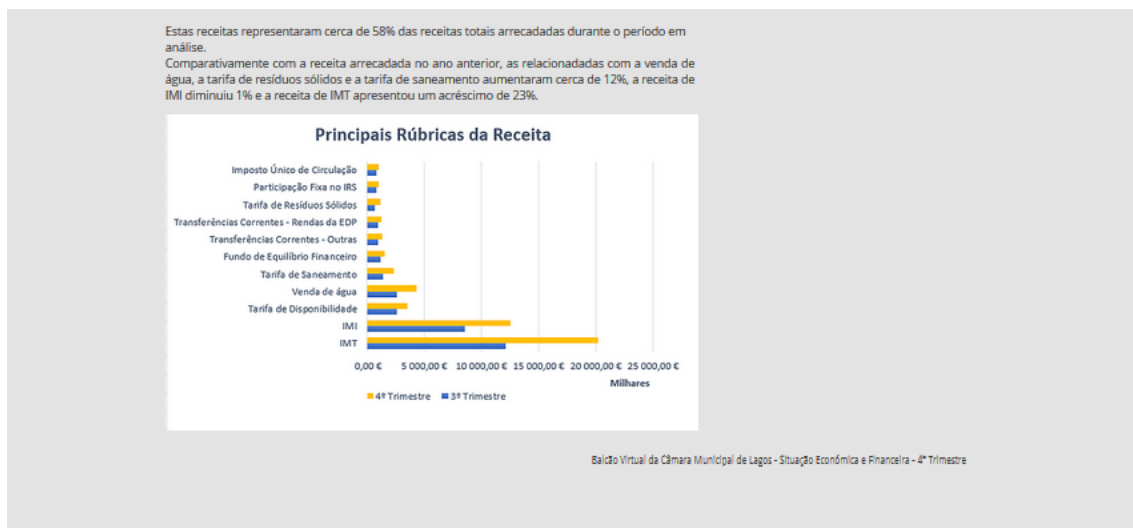 Estas receitas representaram cerca de 58% das receitas totais arrecadadas durante o período em
análise.
Comparativamente com a receita arrecadada no ano anterior, as relacionadadas com a venda de
água, a tarifa de resíduos sólidos e a tarifa de saneamento aumentaram cerca de 12%, a receita de
IMI diminuiu 1% e a receita de IMT apresentou um acréscimo de 23%.
Principais Rúbricas da Receita
Imposto Único de Circulação
Participação Fixa no IRS
Tarifa de Resíduos Sólidos
Transferências Correntes - Rendas da EDP
Transferências Correntes - Outras
Fundo de Equilíbrio Financeiro
Tarifa de Saneamento
Venda de água
Tarifa de Disponibilidade
IMI
IMT
0,00 € 5 000,00 € 10 000,00 € 15 000,00 € 20 000,00 € 25 000,00 €
Milhares
4º Trimestre 3º Trimestre
Balcão Virtual da Câmara Municipal de Lagos - Situação Económica e Financeira - 4º Trimestre